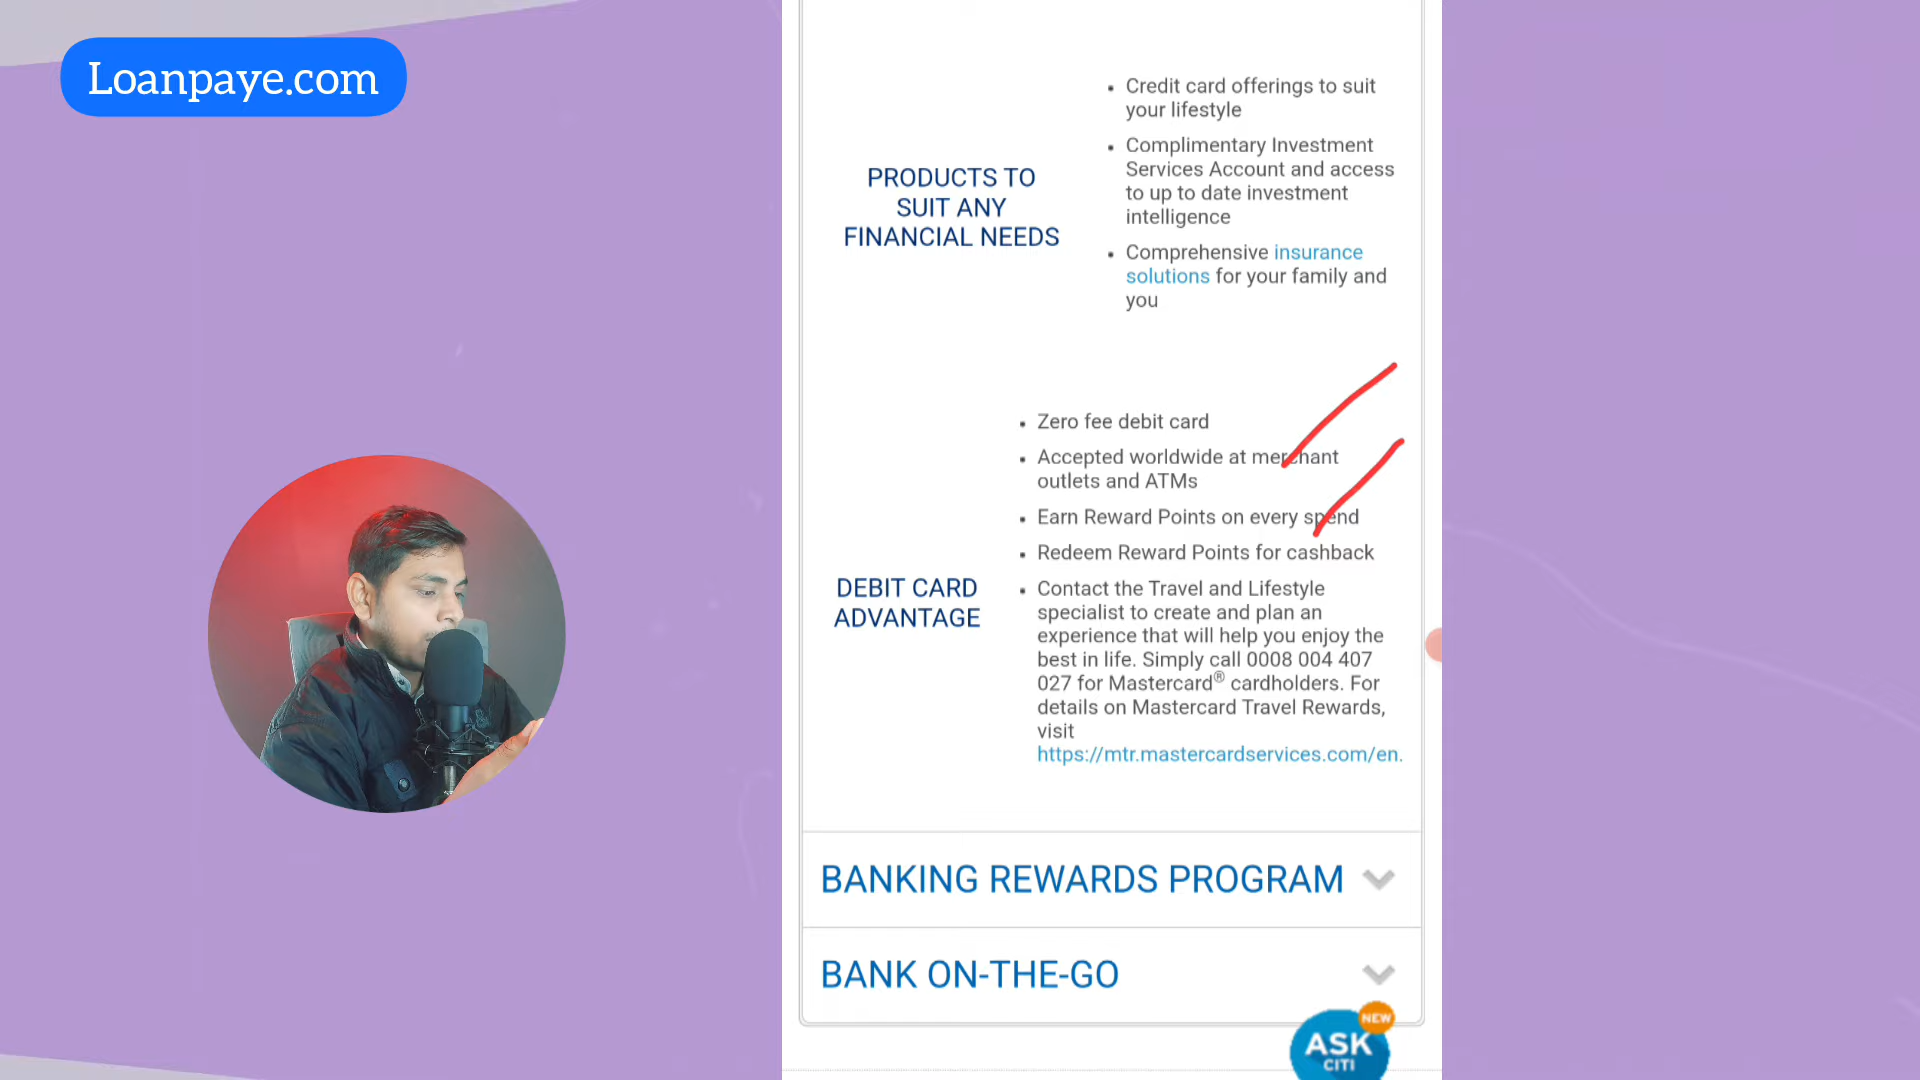 Loanpaye.com
Credit card offerings to suit
your lifestyle
Complimentary Investment
Services Account and access
to up to date investment
intelligence
Comprehensive insurance
solutions for your family and
you
PRODUCTS TO
SUIT ANY
FINANCIAL NEEDS
Zero fee debit card
Accepted worldwide at merchant
outlets and ATMs
Earn Reward Points on every spend
Redeem Reward Points for cashback
Contact the Travel and Lifestyle
specialist to create and plan an
experience that will help you enjoy the
best in life. Simply call 0008 004 407
027 for Mastercard® cardholders. For
details on Mastercard Travel Rewards,
visit
https://mtr.mastercardservices.com/en.
DEBIT CARD
ADVANTAGE
BANKING REWARDS PROGRAM
BANK ON-THE-GO
NEW
ASK
CITI